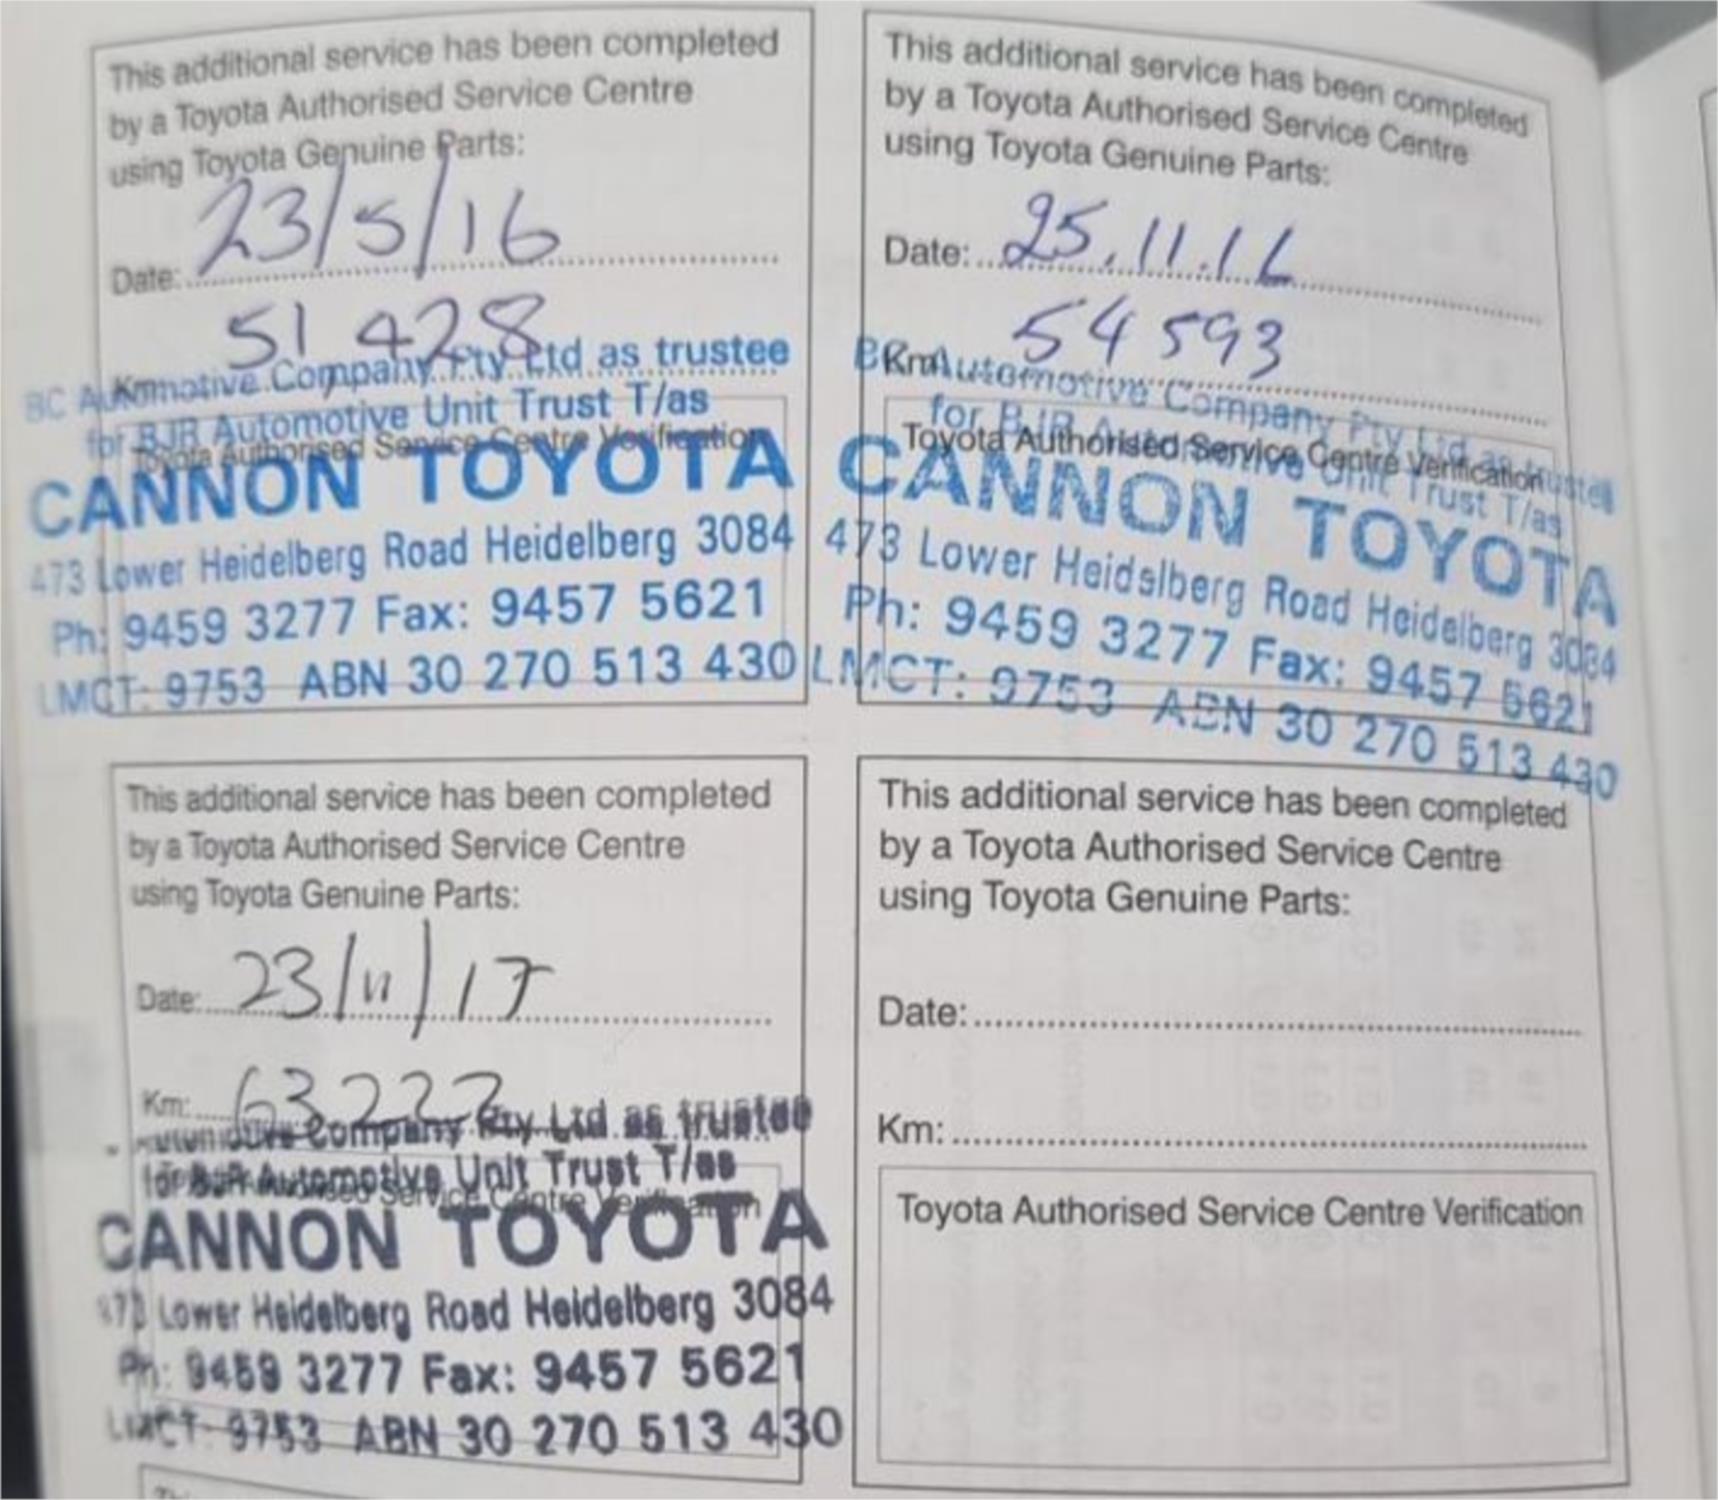 This additional service has been completed
by a Toyota Authorised Service Centre
using Toyota Genuine Parts:
Date: 23/5/16
Km: 51 428
BC Automotive Company Pty Ltd as trustee
for BJR Automotive Unit Trust T/as
Toyota Authorised Service Centre Verification
CANNON TOYOTA
473 Lower Heidelberg Road Heidelberg 3084
Ph: 9459 3277 Fax: 9457 5621
LMCT: 9753 ABN 30 270 513 430
This additional service has been completed
by a Toyota Authorised Service Centre
using Toyota Genuine Parts:
Date: 25.11.16
Km: 54 593
BC Automotive Company Pty Ltd as trustee
for BJR Automotive Unit Trust T/as
Toyota Authorised Service Centre Verification
CANNON TOYOTA
473 Lower Heidelberg Road Heidelberg 3084
Ph: 9459 3277 Fax: 9457 5621
LMCT: 9753 ABN 30 270 513 430
This additional service has been completed
by a Toyota Authorised Service Centre
using Toyota Genuine Parts:
Date: 23/11/17
Km: 63222
Automotive Company Pty Ltd as trustee
for BJR Automotive Unit Trust T/as
Toyota Authorised Service Centre Verification
CANNON TOYOTA
473 Lower Heidelberg Road Heidelberg 3084
Ph: 9459 3277 Fax: 9457 5621
LMCT: 9753 ABN 30 270 513 430
This additional service has been completed
by a Toyota Authorised Service Centre
using Toyota Genuine Parts:
Date:
Km:
Toyota Authorised Service Centre Verification